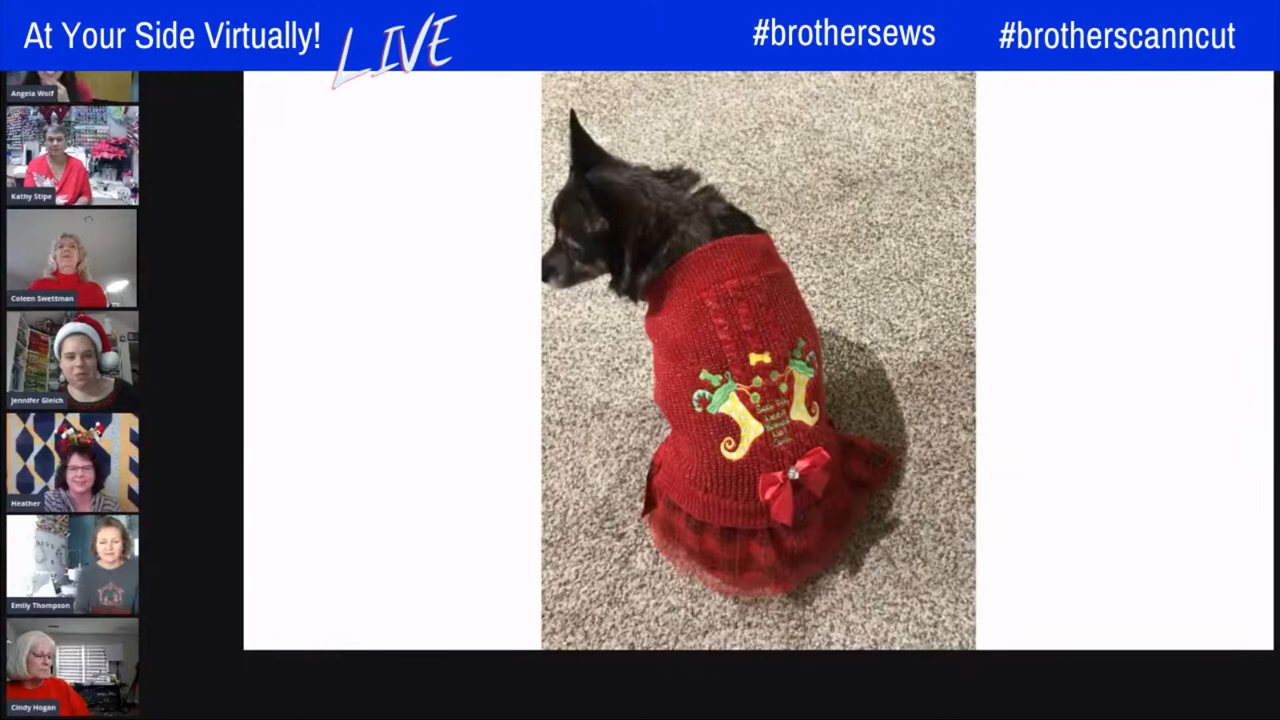 At Your Side Virtually! LIVE
#brothersews
#brotherscanncut
Angela Wolf
Kathy Stipe
Coleen Swettman
Jennifer Gleich
Heather
Emily Thompson
Cindy Hogan